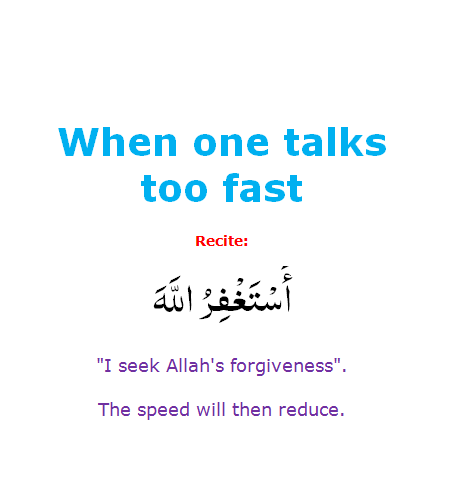 When one talks
too fast
Recite:
أَسْتَغْفِرُ اللَّهَ
"I seek Allah's forgiveness".
The speed will then reduce.